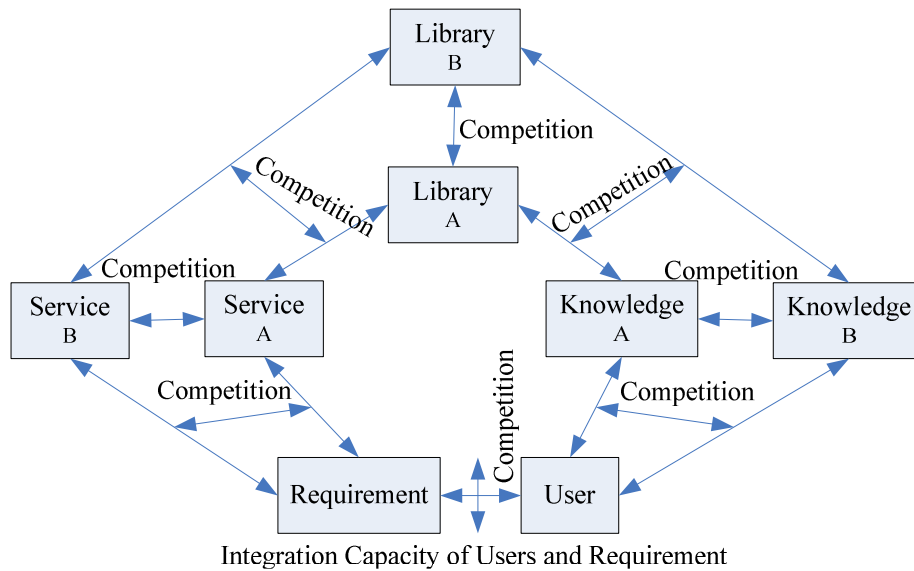 Library
B
Competition
Library
A
Competition
Competition
Competition
Competition
Service
B
Service
A
Knowledge
A
Knowledge
B
Competition
Competition
Competition
Requirement
User
Integration Capacity of Users and Requirement